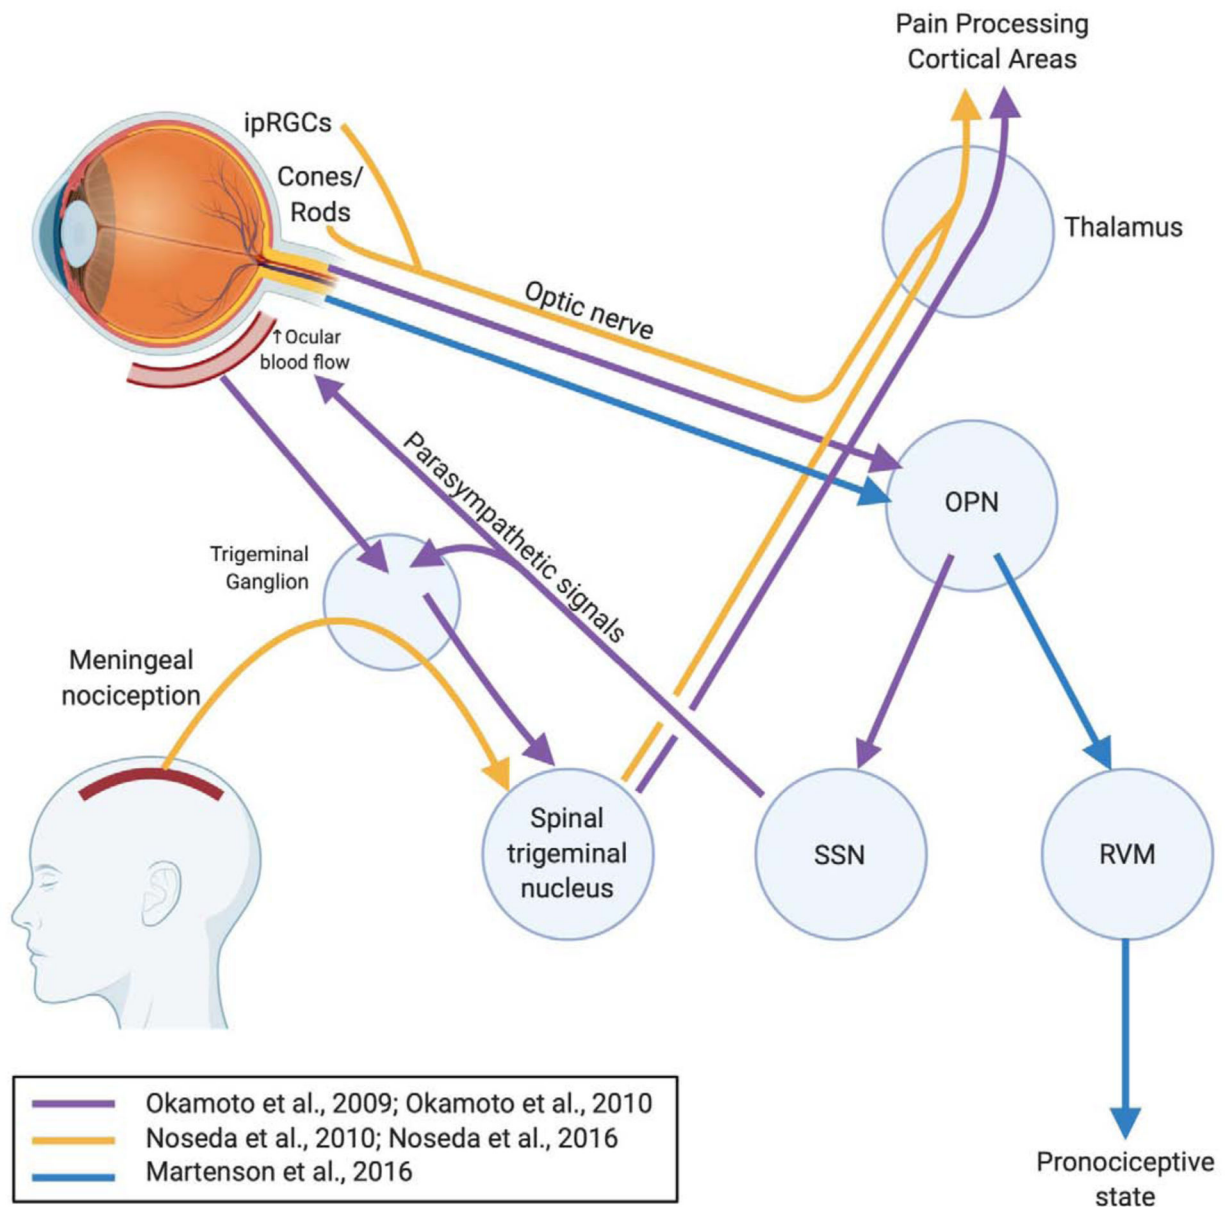 Pain Processing
Cortical Areas
ipRGCs
Cones/
Rods
Thalamus
Optic nerve
↑Ocular
blood flow
Parasympathetic signals
OPN
Trigeminal
Ganglion
Meningeal
nociception
Spinal
trigeminal
nucleus
SSN
RVM
Okamoto et al., 2009; Okamoto et al., 2010
Noseda et al., 2010; Noseda et al., 2016
Martenson et al., 2016
Pronociceptive
state